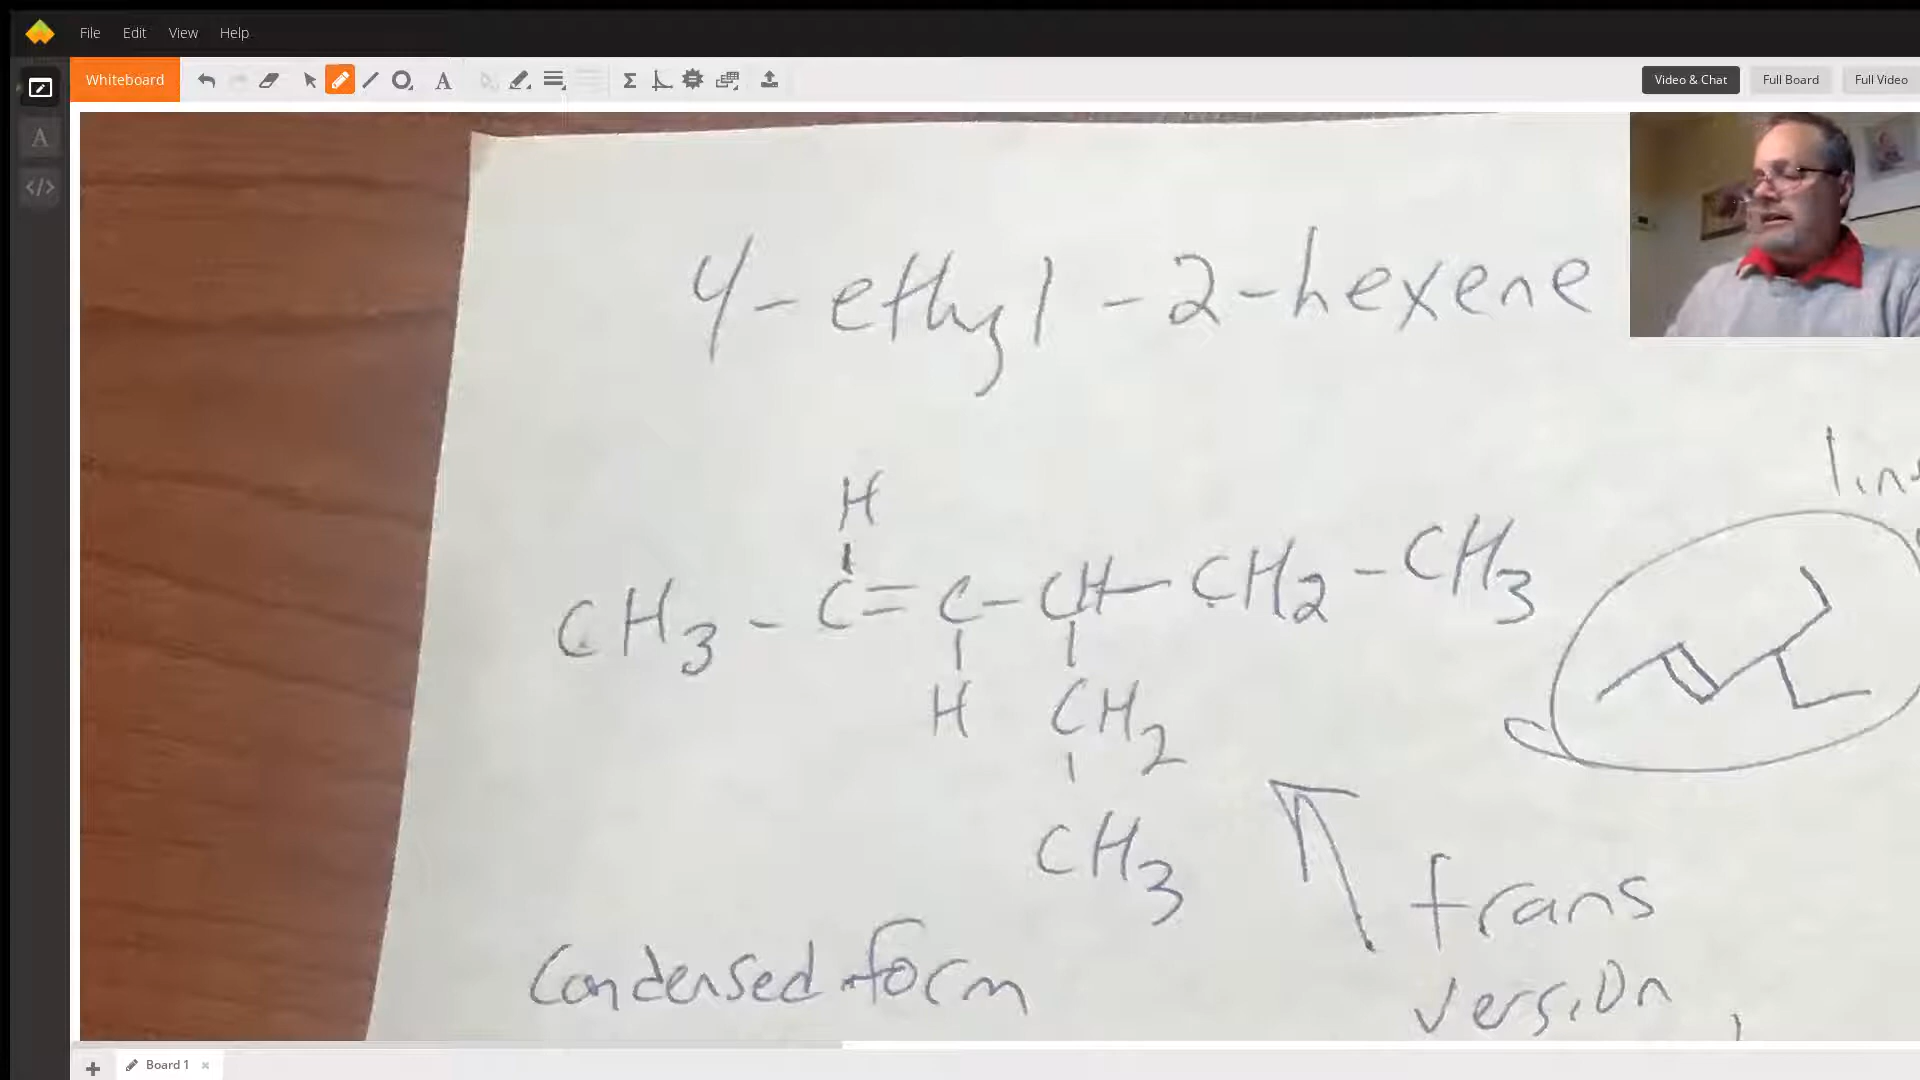 File Edit View Help
Whiteboard
Video & Chat Full Board Full Video
4-ethyl-2-hexene
H
CH3-C=C-CH-CH2-CH3
H CH2
CH3
trans
version
Condensed form
Board 1